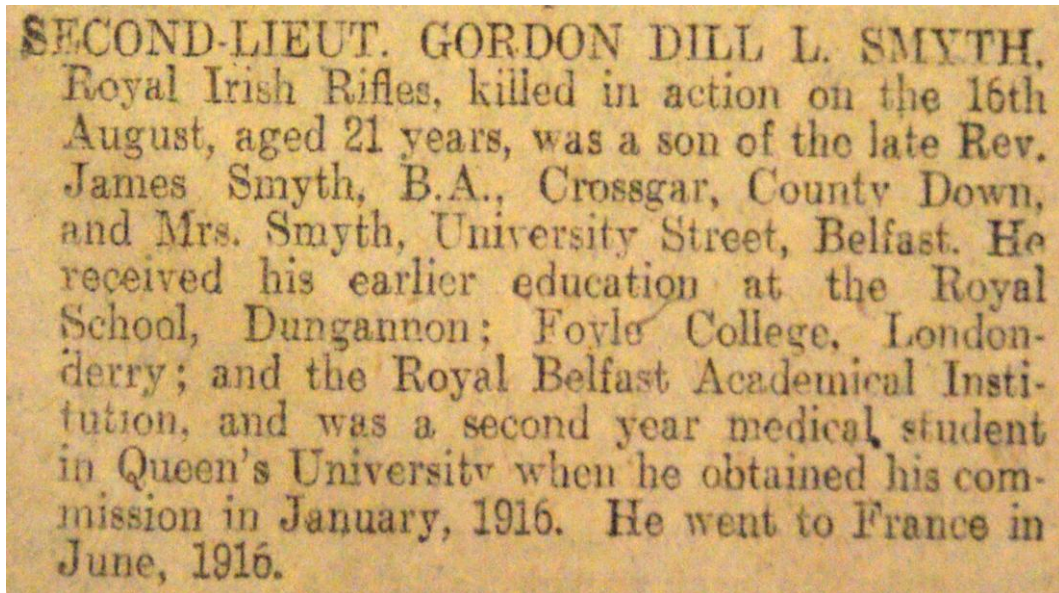 SECOND-LIEUT. GORDON DILL L. SMYTH,
Royal Irish Rifles, killed in action on the 16th
August, aged 21 years, was a son of the late Rev.
James Smyth, B.A., Crossgar, County Down,
and Mrs. Smyth, University Street, Belfast. He
received his earlier education at the Royal
School, Dungannon; Foyle College, London-
derry; and the Royal Belfast Academical Insti-
tution, and was a second year medical student
in Queen's University when he obtained his com-
mission in January, 1916. He went to France in
June, 1916.